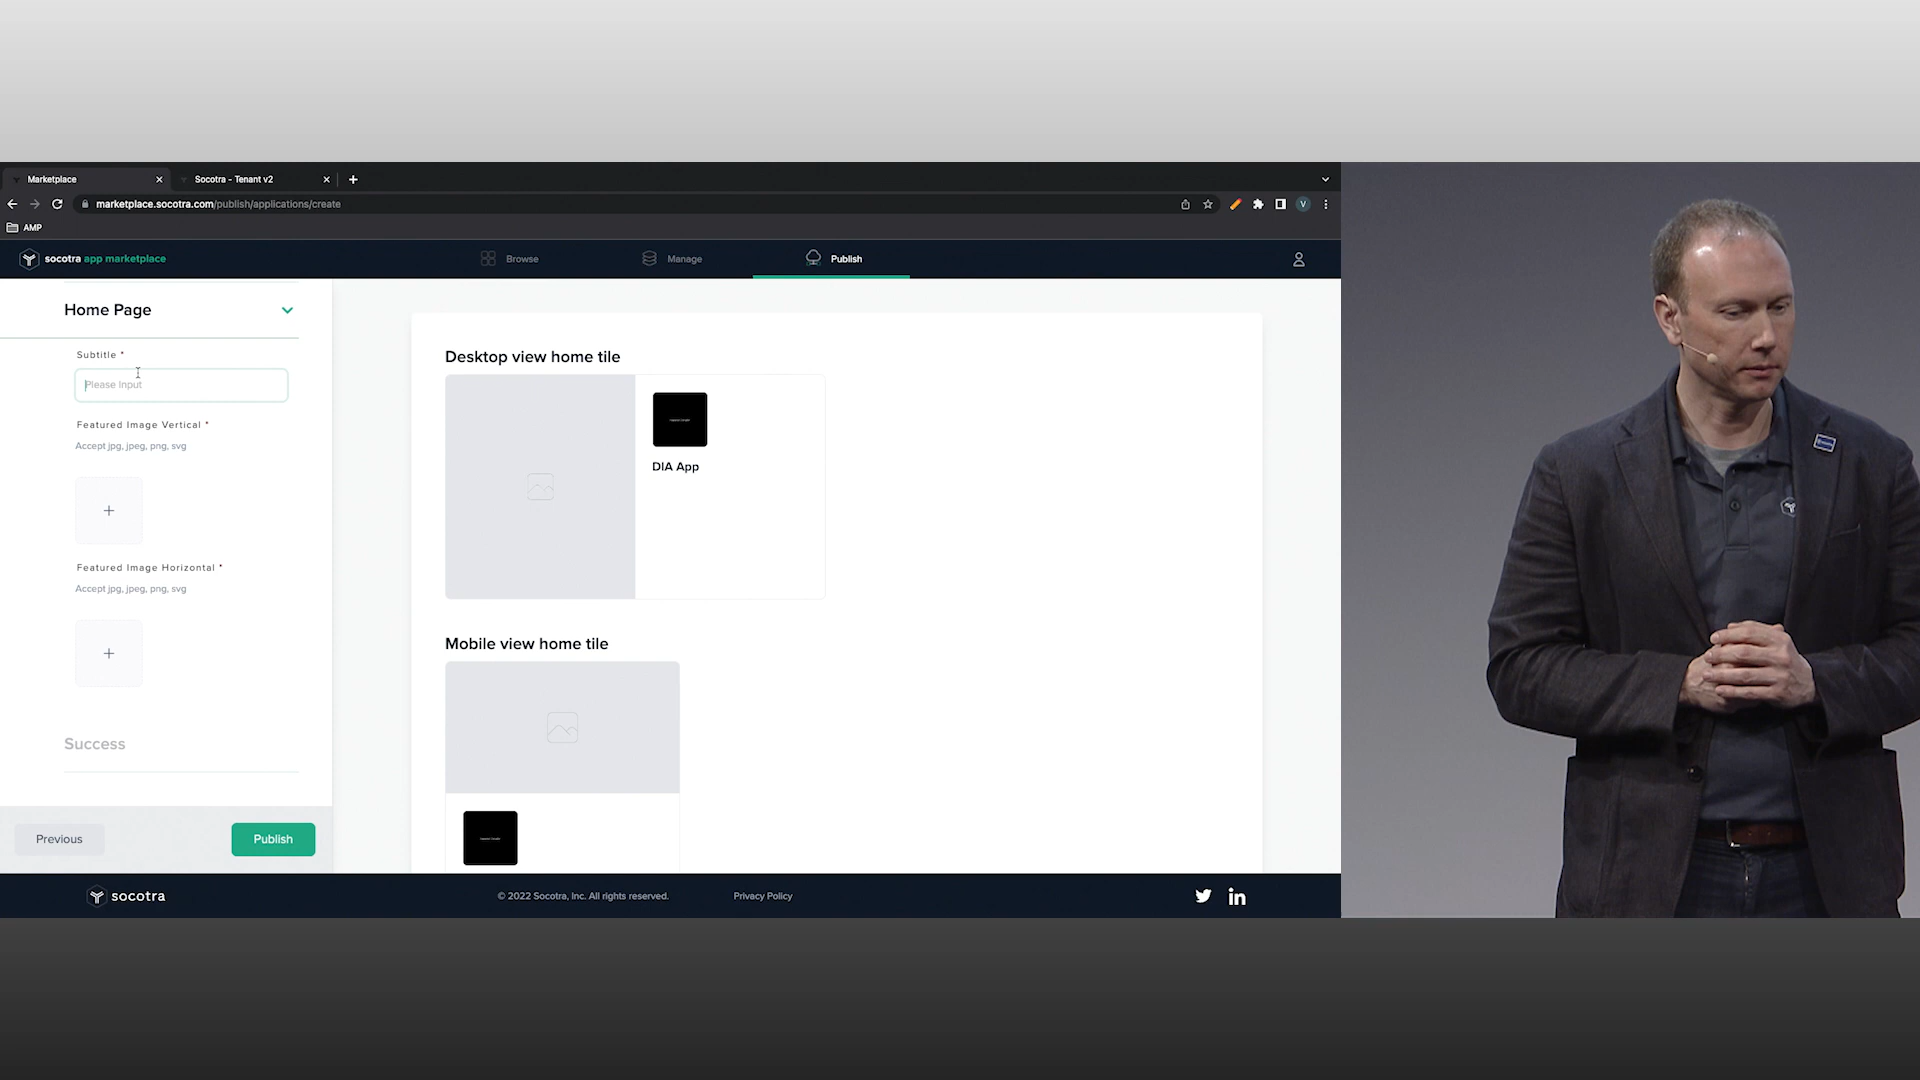 Marketplace
Socotra - Tenant v2
marketplace.socotra.com/publish/applications/create
V
AMP
socotra app marketplace
Browse
Manage
Publish
Home Page
Subtitle *
Please Input
Featured Image Vertical *
Accept jpg, jpeg, png, svg
+
Featured Image Horizontal *
Accept jpg, jpeg, png, svg
+
Success
Previous
Publish
Desktop view home tile
DIA App
Mobile view home tile
socotra
© 2022 Socotra, Inc. All rights reserved.
Privacy Policy
in